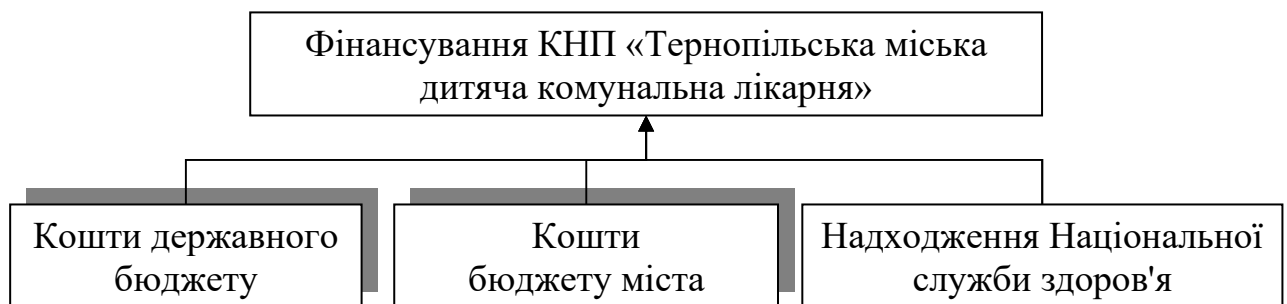 Фінансування КНП «Тернопільська міська
дитяча комунальна лікарня»
Кошти державного
бюджету
Кошти
бюджету міста
Надходження Національної
служби здоров'я